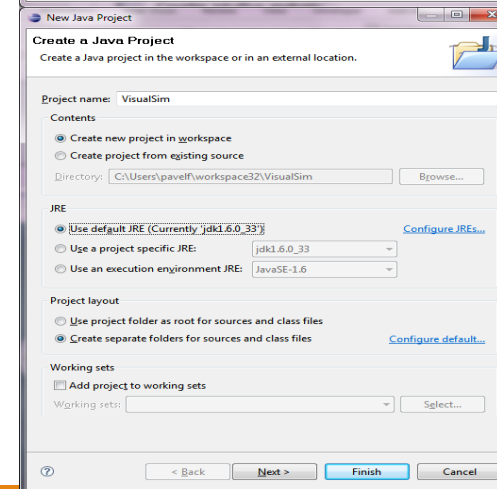 New Java Project
Create a Java Project
Create a Java project in the workspace or in an external location.
Project name: VisualSim
Contents
Create new project in workspace
Create project from existing source
Directory: C:\Users\pavelf\workspace32\VisualSim Browse...
JRE
Use default JRE (Currently 'jdk1.6.0_33') Configure JREs...
Use a project specific JRE: jdk1.6.0_33
Use an execution environment JRE: JavaSE-1.6
Project layout
Use project folder as root for sources and class files
Create separate folders for sources and class files Configure default...
Working sets
Add project to working sets
Working sets: Select...
< Back Next > Finish Cancel